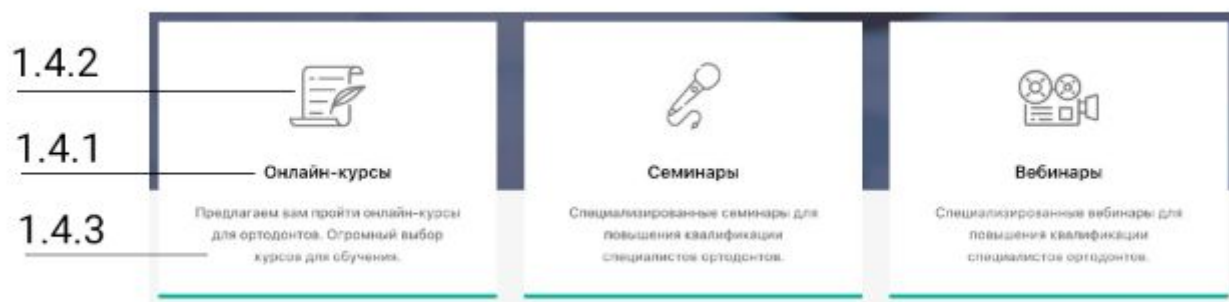 1.4.2
1.4.1
1.4.3
Онлайн-курсы
Предлагаем вам пройти онлайн-курсы
для ортодонтов. Огромный выбор
курсов для обучения.
Семинары
Специализированные семинары для
повышения квалификации
специалистов ортодонтов.
Вебинары
Специализированные вебинары для
повышения квалификации
специалистов ортодонтов.